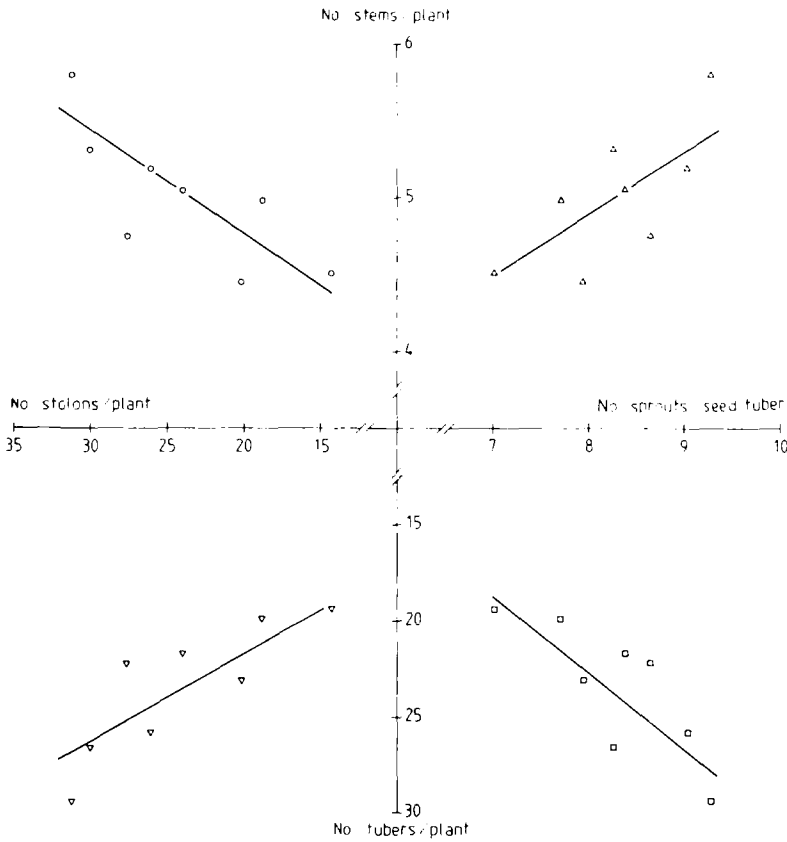 No stems/plant
6
5
4
No stolons/plant
No sprouts seed tuber
35 30 25 20 15
7 8 9 10
15
20
25
30
No tubers/plant